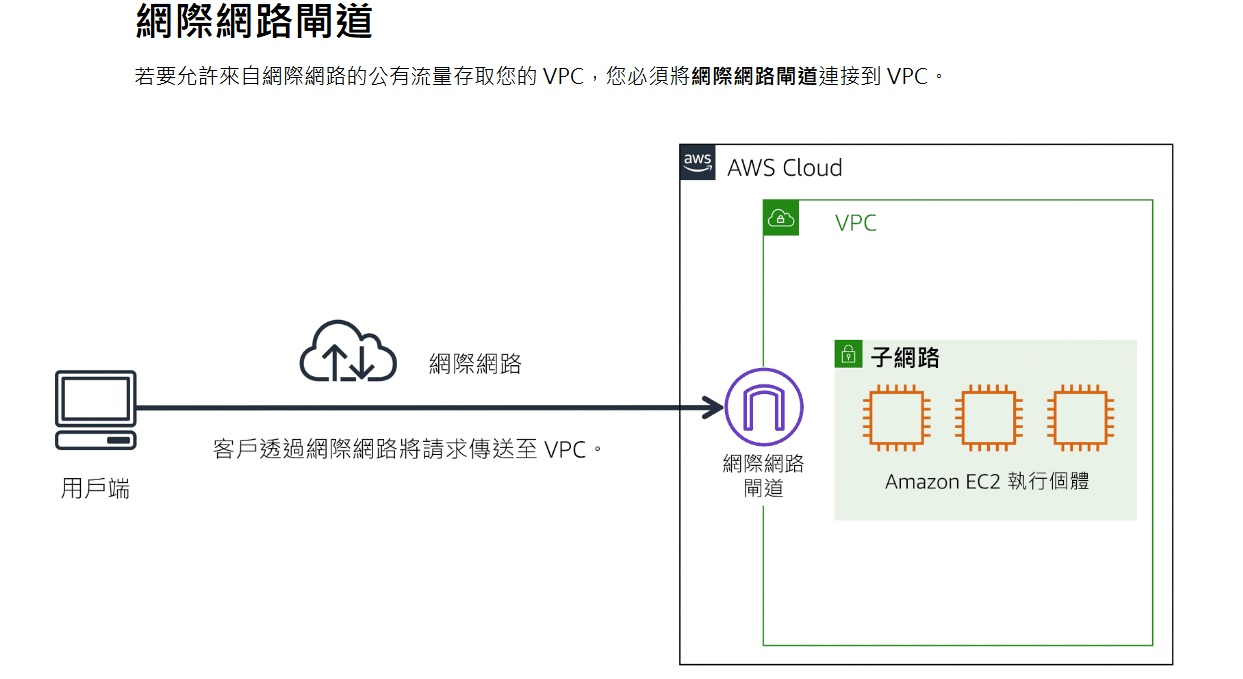 網際網路閘道
若要允許來自網際網路的公有流量存取您的 VPC，您必須將網際網路閘道連接到 VPC。
aws
AWS Cloud
VPC
網際網路
子網路
客戶透過網際網路將請求傳送至 VPC。
用戶端
網際網路
閘道
Amazon EC2 執行個體